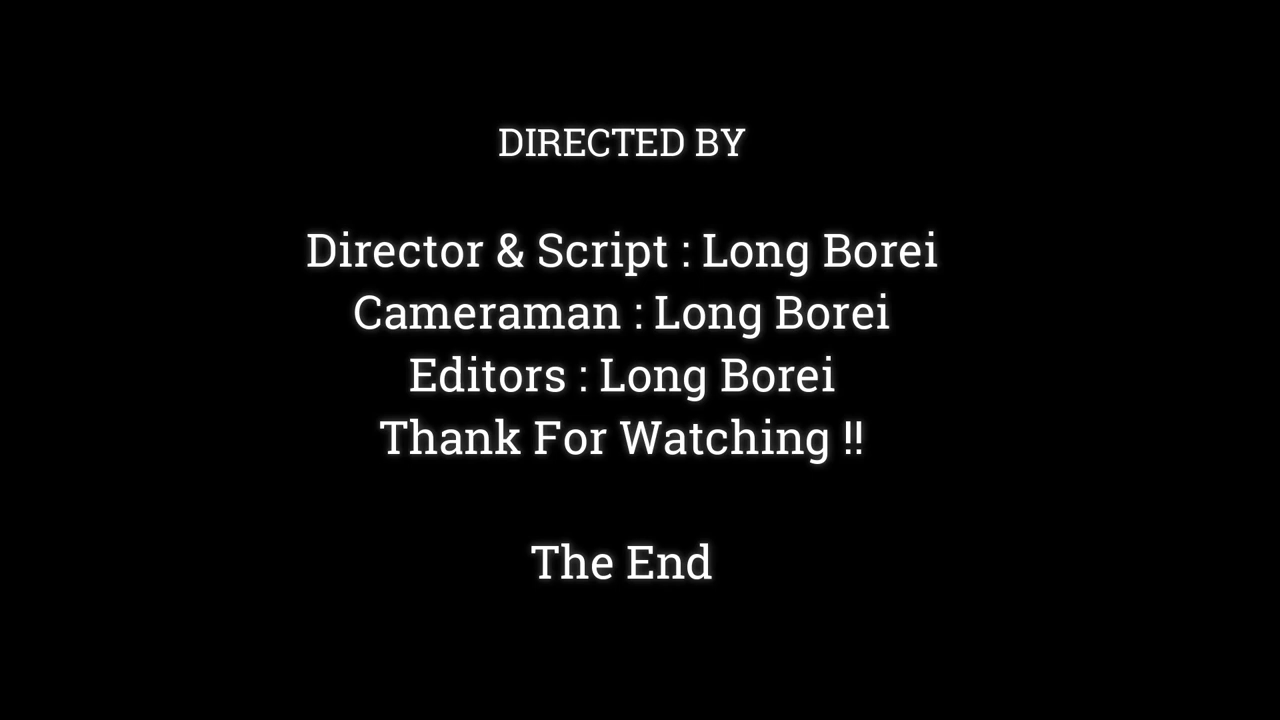 DIRECTED BY
Director & Script : Long Borei
Cameraman : Long Borei
Editors : Long Borei
Thank For Watching !!
The End